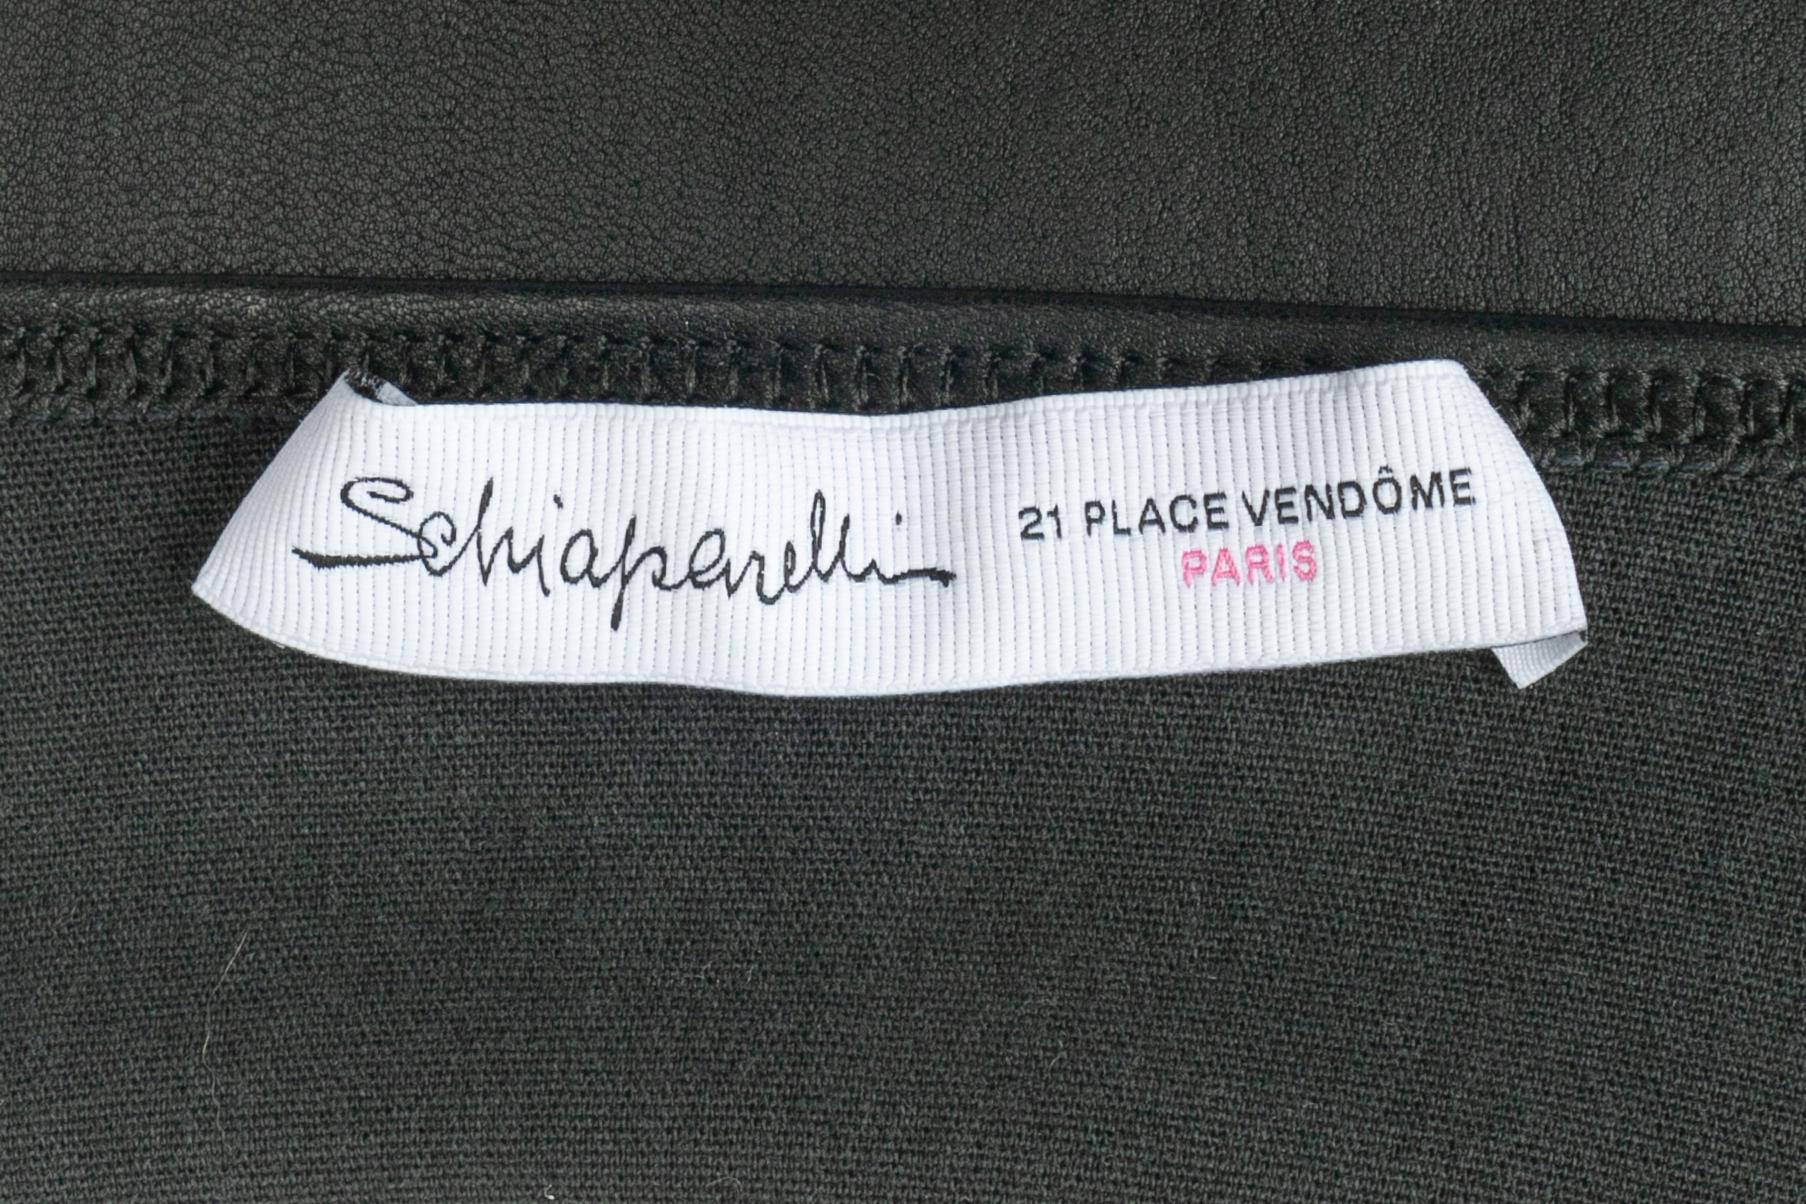 Schiaparelli
21 PLACE VENDÔME
PARIS